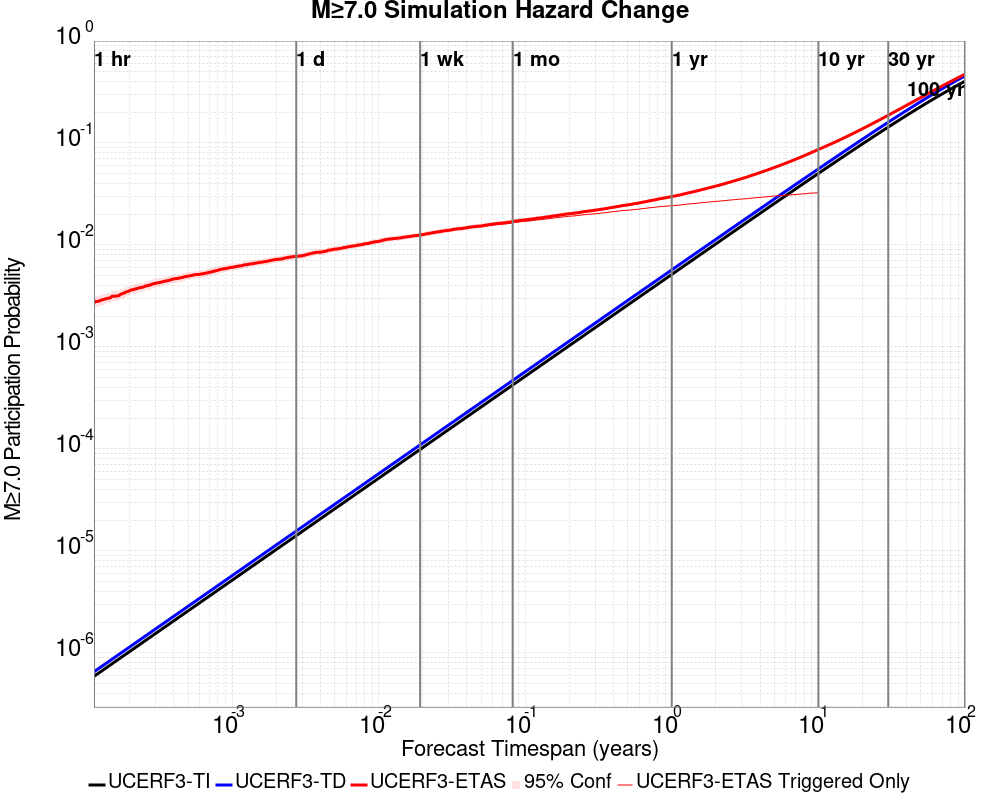 M≥7.0 Simulation Hazard Change
10^0
1 hr
1 d
1 wk
1 mo
1 yr
10 yr
30 yr
100 yr
10^-1
10^-2
10^-3
10^-4
10^-5
10^-6
M≥7.0 Participation Probability
10^-3
10^-2
10^-1
10^0
10^1
10^2
Forecast Timespan (years)
UCERF3-TI UCERF3-TD UCERF3-ETAS 95% Conf UCERF3-ETAS Triggered Only